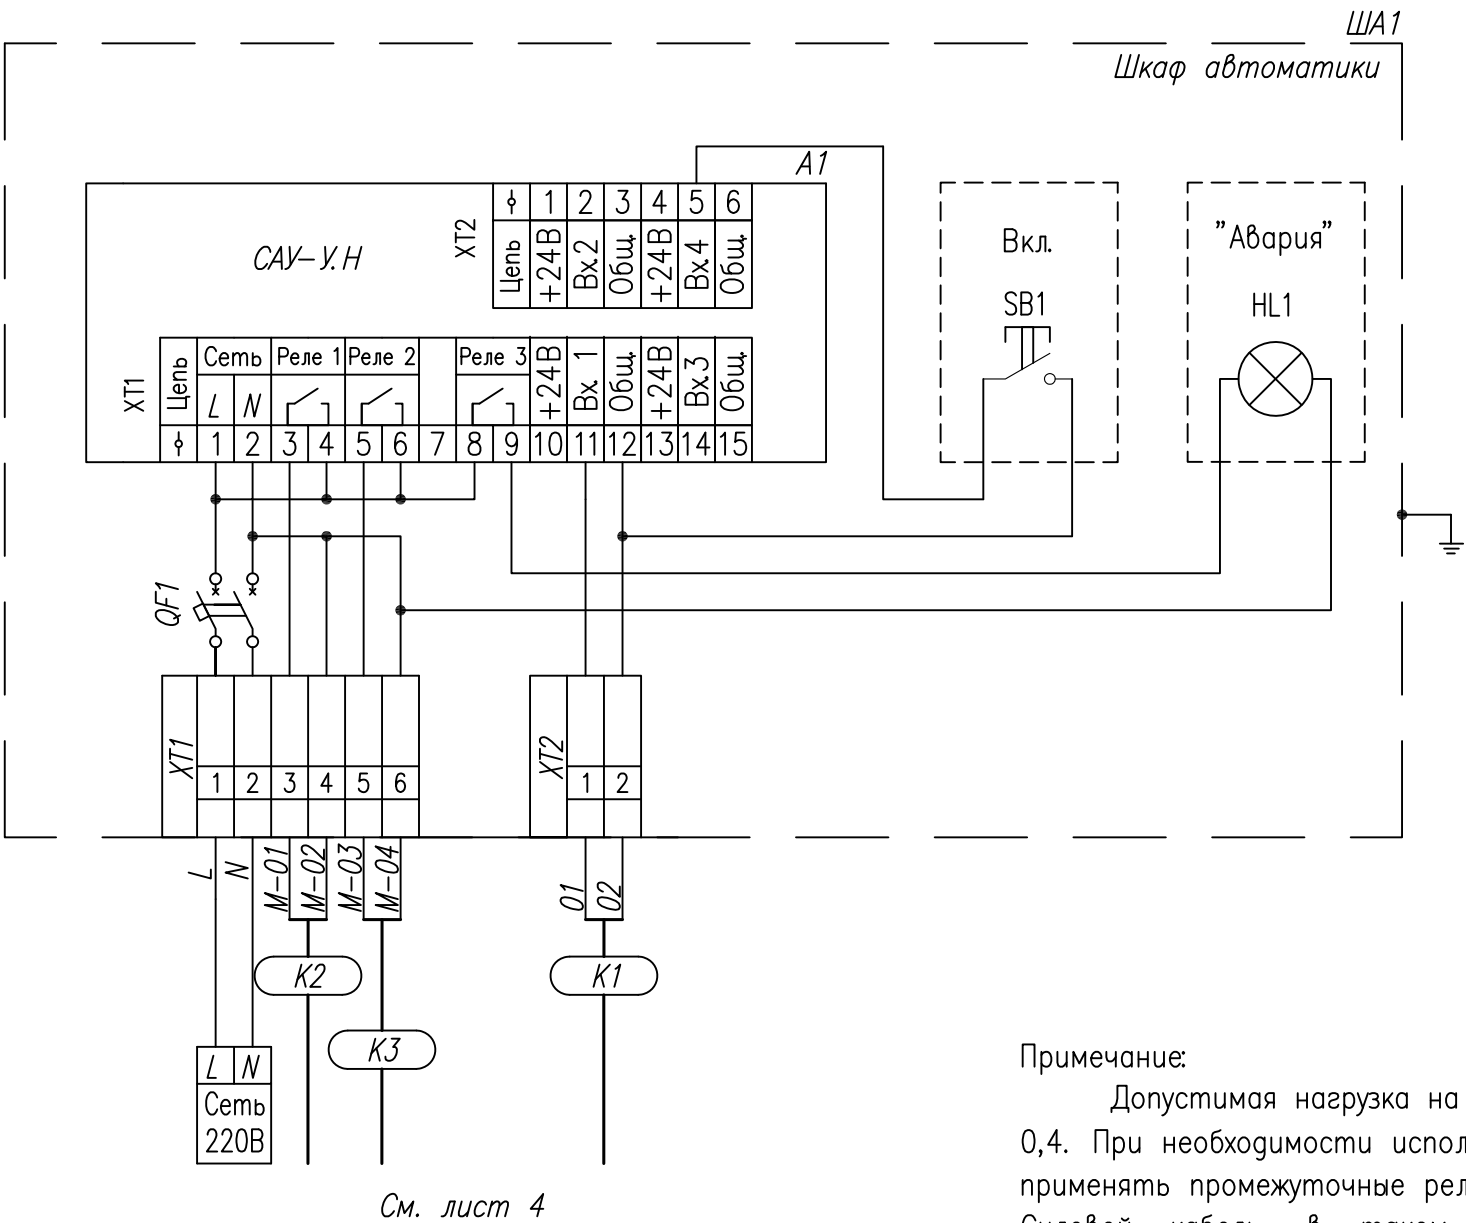 ША1
Шкаф автоматики
А1
САУ-У.Н
XT2
Цепь
1 2 3 4 5 6
+24В Вх.2 Общ. +24В Вх.4 Общ.
Вкл.
SB1
"Авария"
HL1
XT1
Цепь
Сеть Реле 1 Реле 2 Реле 3
L N
+24В Вх. 1 Общ. +24В Вх.3 Общ.
1 2 3 4 5 6 7 8 9 10 11 12 13 14 15
QF1
XT1
1 2 3 4 5 6
XT2
1 2
L N М-01 М-02 М-03 М-04
01 02
К2
К1
К3
L N
Сеть
220В
См. лист 4
Примечание:
Допустимая нагрузка на
0,4. При необходимости испол
применять промежуточные рел